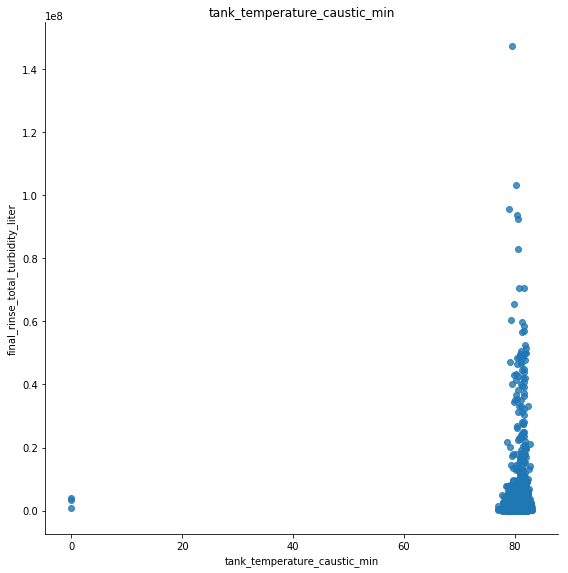 tank_temperature_caustic_min
1e8
1.4
1.2
1.0
0.8
0.6
0.4
0.2
0.0
final_rinse_total_turbidity_liter
0 20 40 60 80
tank_temperature_caustic_min